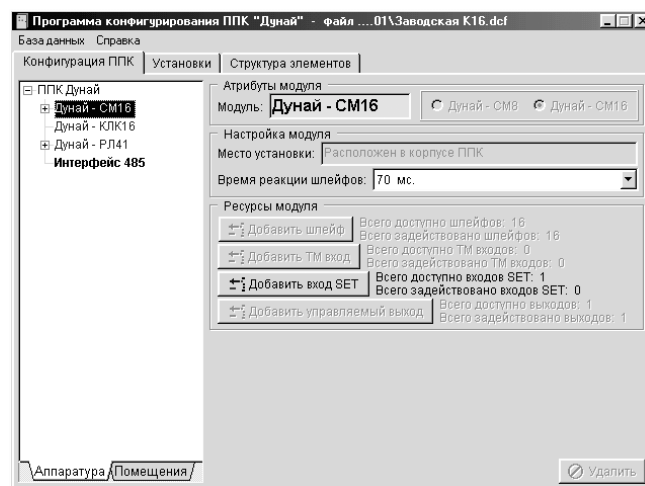 Программа конфигурирования ППК "Дунай" - файл ....01\Заводская К16.dcf
База данных Справка
Конфигурация ППК Установки Структура элементов
ППК Дунай
Дунай - СМ16
Дунай - КЛК16
Дунай - РЛ41
Интерфейс 485
Атрибуты модуля
Модуль: Дунай - СМ16 Дунай - СМ8 Дунай - СМ16
Настройка модуля
Место установки: Расположен в корпусе ППК
Время реакции шлейфов: 70 мс.
Ресурсы модуля
Добавить шлейф
Всего доступно шлейфов: 16
Всего задействовано шлейфов: 16
Добавить ТМ вход
Всего доступно ТМ входов: 0
Всего задействовано ТМ входов: 0
Добавить вход SET
Всего доступно входов SET: 1
Всего задействовано входов SET: 0
Добавить управляемый выход
Всего доступно выходов: 1
Всего задействовано выходов: 1
Аппаратура Помещения
Удалить